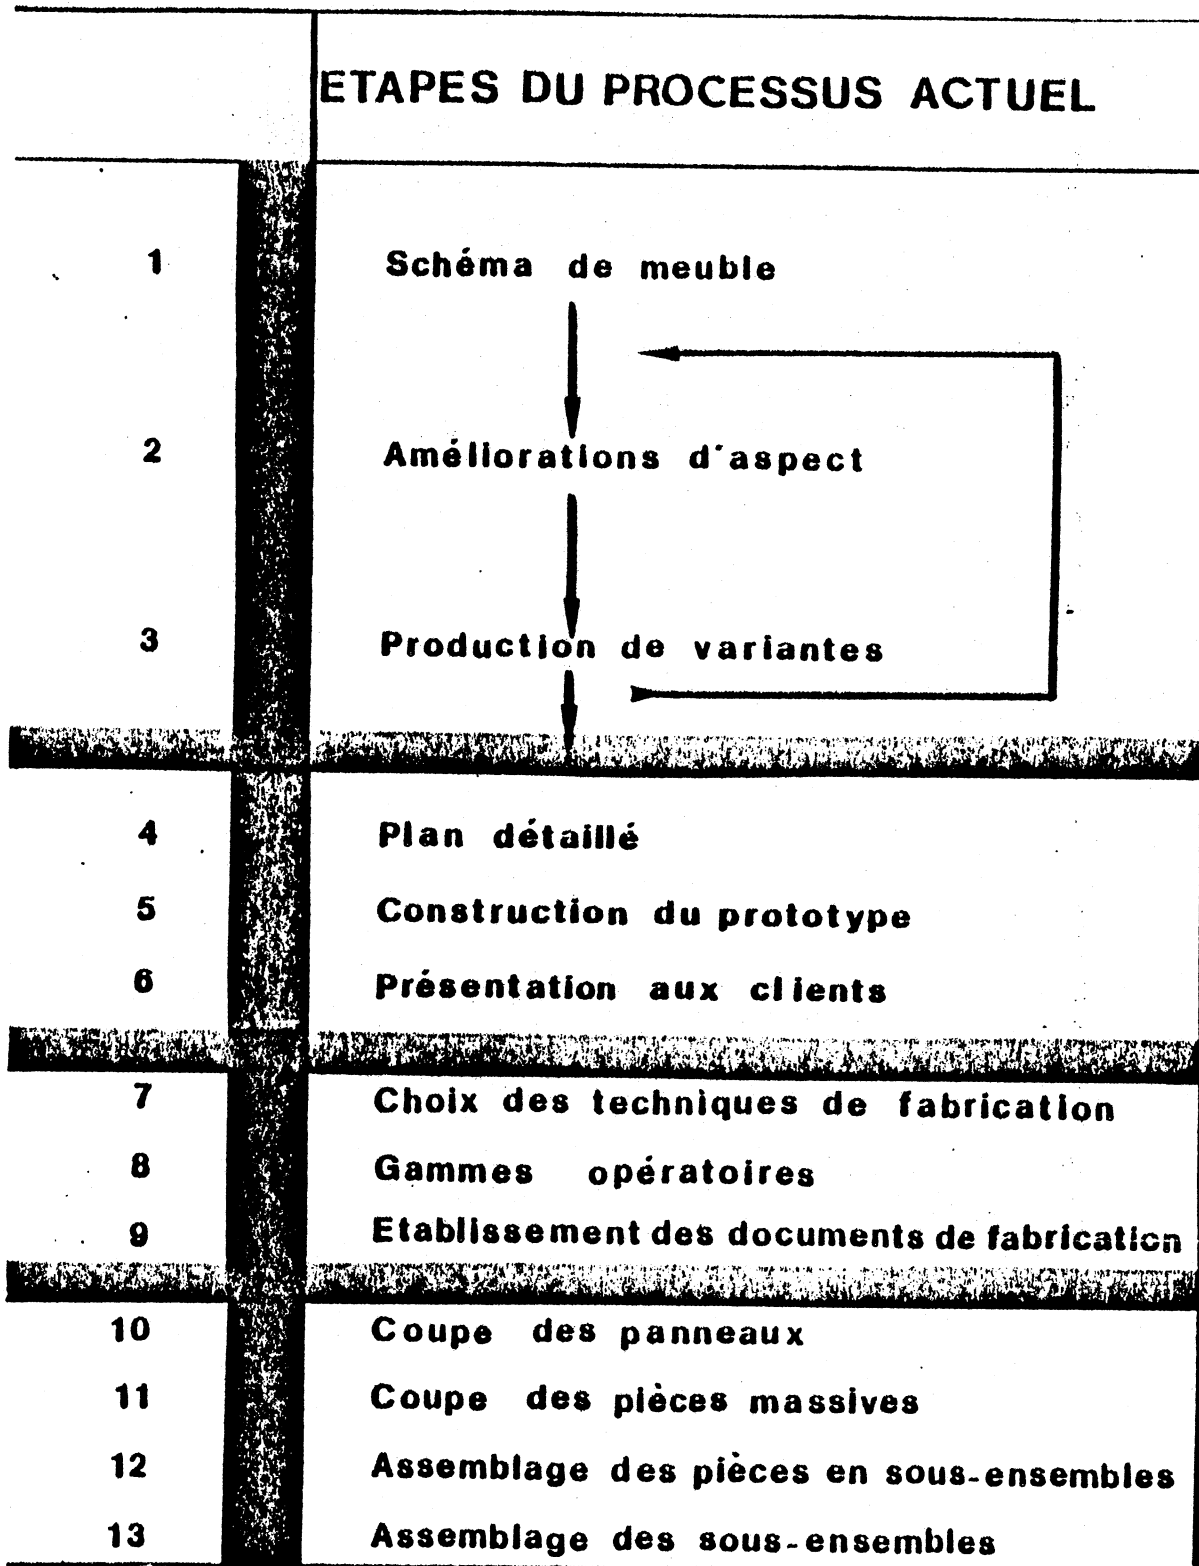 ETAPES DU PROCESSUS ACTUEL
1 Schéma de meuble
2 Améliorations d'aspect
3 Production de variantes
4 Plan détaillé
5 Construction du prototype
6 Présentation aux clients
7 Choix des techniques de fabrication
8 Gammes opératoires
9 Etablissement des documents de fabrication
10 Coupe des panneaux
11 Coupe des pièces massives
12 Assemblage des pièces en sous-ensembles
13 Assemblage des sous-ensembles